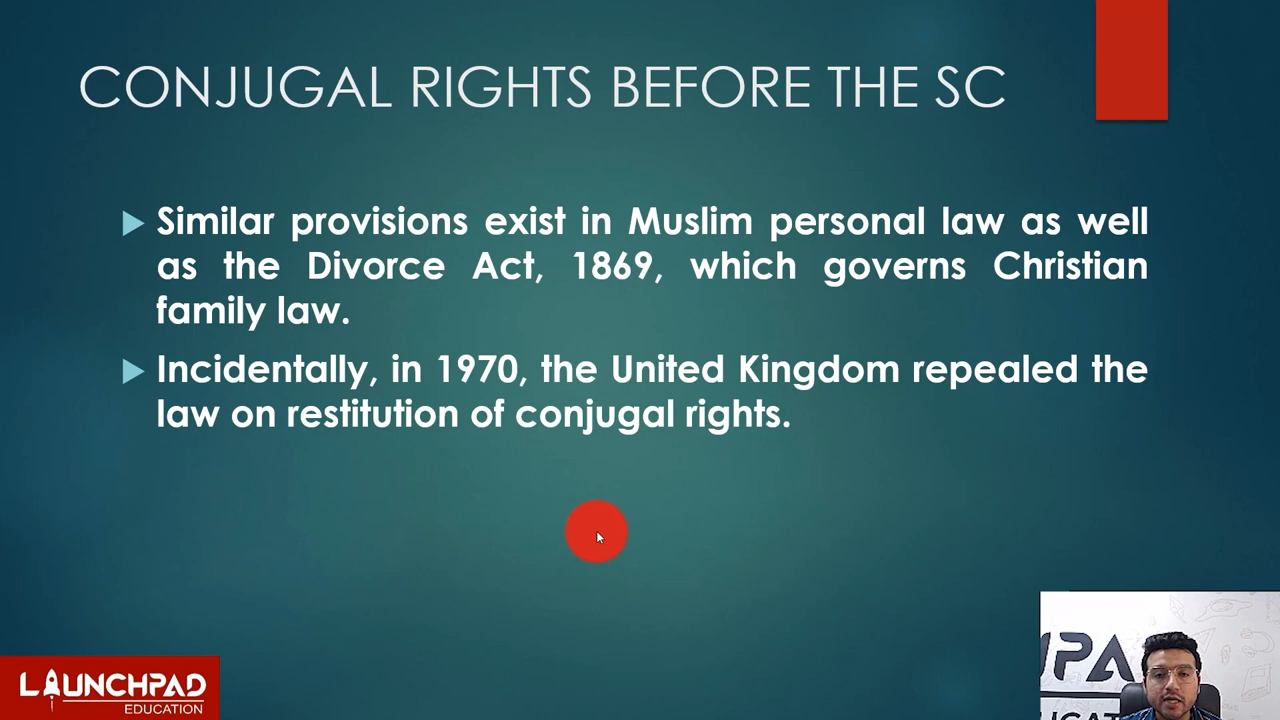 CONJUGAL RIGHTS BEFORE THE SC
Similar provisions exist in Muslim personal law as well
as the Divorce Act, 1869, which governs Christian
family law.
Incidentally, in 1970, the United Kingdom repealed the
law on restitution of conjugal rights.
LAUNCHPAD
EDUCATION